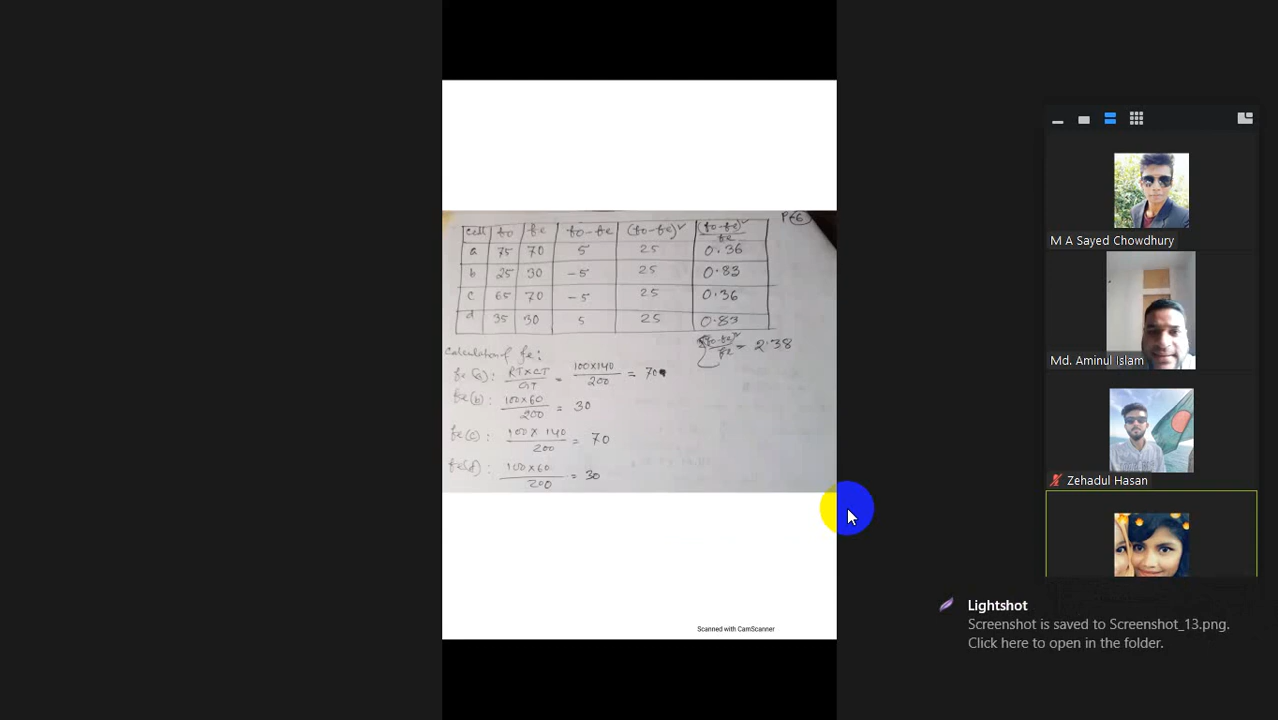 P-6
Cell fo fe fo-fe (fo-fe)² (fo-fe)²/fe
a 75 70 5 25 0.36
b 25 30 -5 25 0.83
c 65 70 -5 25 0.36
d 35 30 5 25 0.83
Σ(fo-fe)²/fe = 2.38
Calculation of fe:
fe(a): RT×CT/GT = 100×140/200 = 70
fe(b): 100×60/200 = 30
fe(c): 100×140/200 = 70
fe(d): 100×60/200 = 30
Scanned with CamScanner
M A Sayed Chowdhury
Md. Aminul Islam
Zehadul Hasan
Lightshot
Screenshot is saved to Screenshot_13.png.
Click here to open in the folder.